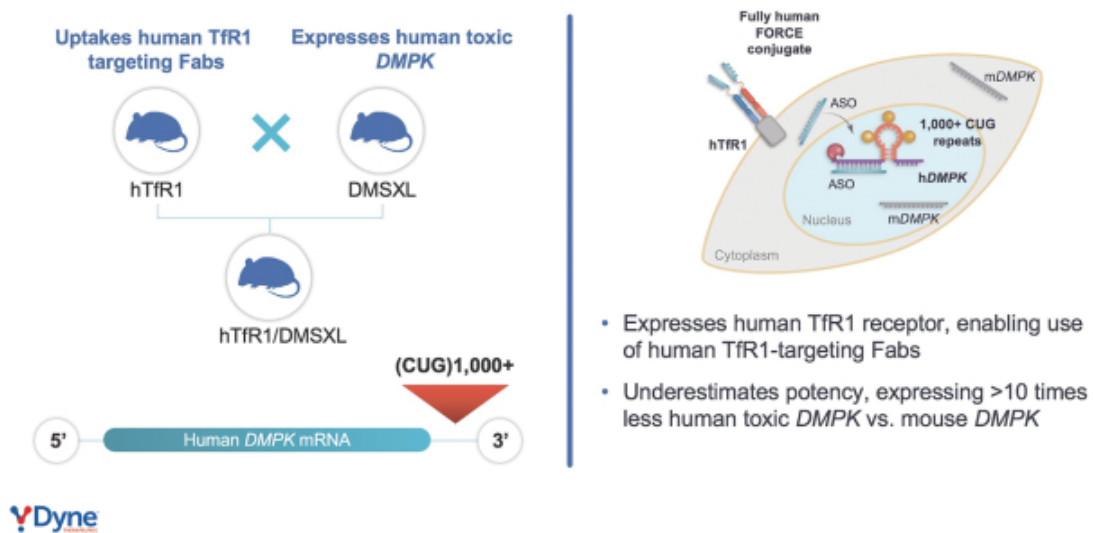 Uptakes human TfR1
targeting Fabs
Expresses human toxic
DMPK
hTfR1
DMSXL
hTfR1/DMSXL
(CUG)1,000+
5’
Human DMPK mRNA
3’
Fully human
FORCE
conjugate
hTfR1
ASO
mDMPK
1,000+ CUG
repeats
ASO
hDMPK
Nucleus
mDMPK
Cytoplasm
• Expresses human TfR1 receptor, enabling use
of human TfR1-targeting Fabs
• Underestimates potency, expressing >10 times
less human toxic DMPK vs. mouse DMPK
Dyne